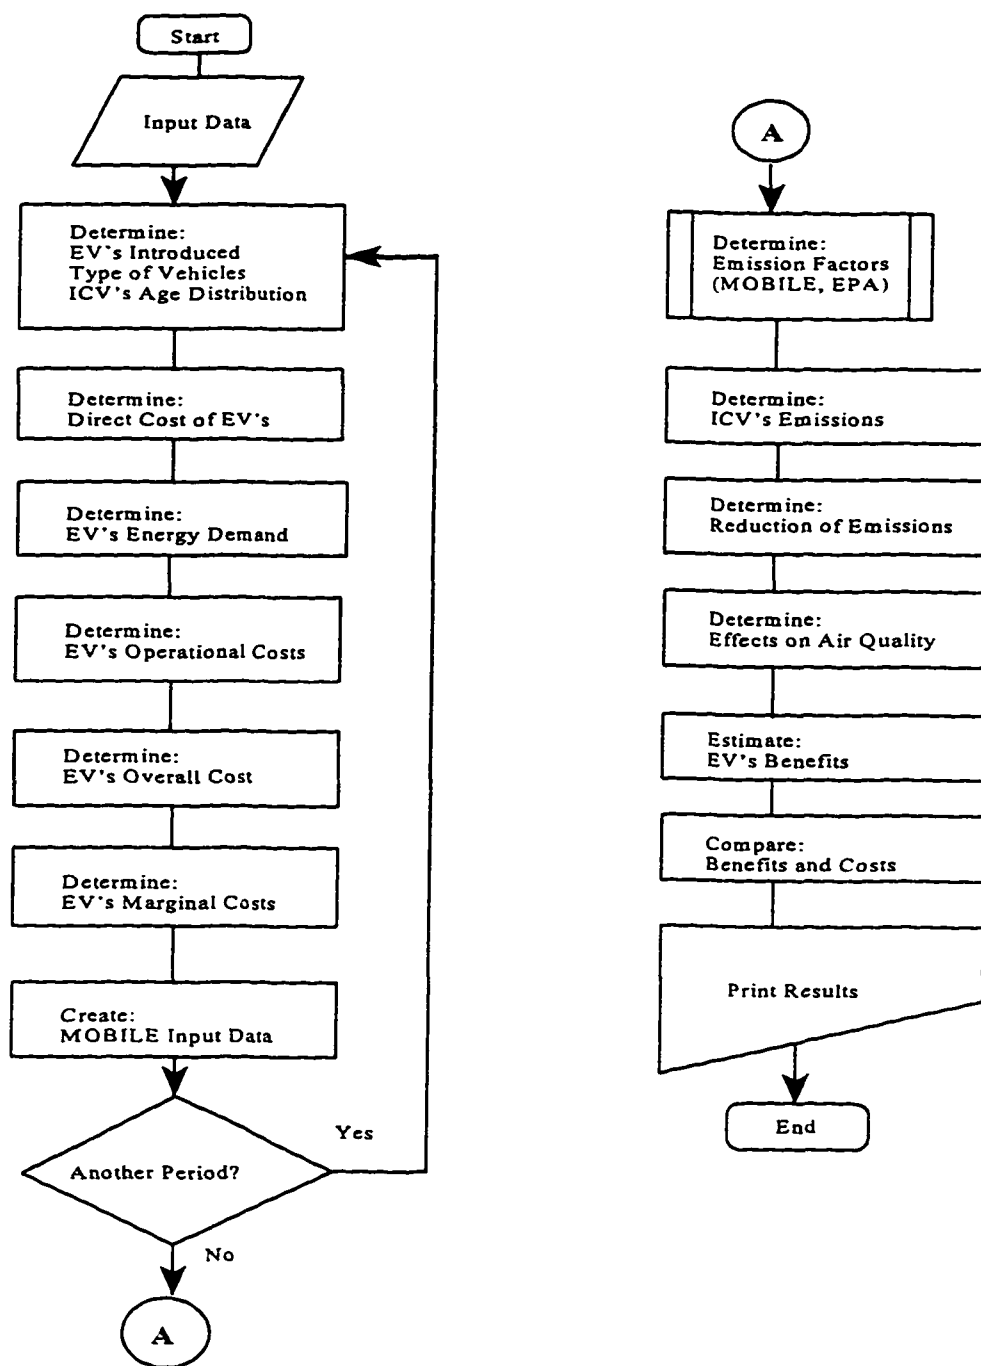 Start
Input Data
Determine:
EV's Introduced
Type of Vehicles
ICV's Age Distribution
Determine:
Direct Cost of EV's
Determine:
EV's Energy Demand
Determine:
EV's Operational Costs
Determine:
EV's Overall Cost
Determine:
EV's Marginal Costs
Create:
MOBILE Input Data
Another Period?
Yes
No
A
A
Determine:
Emission Factors
(MOBILE, EPA)
Determine:
ICV's Emissions
Determine:
Reduction of Emissions
Determine:
Effects on Air Quality
Estimate:
EV's Benefits
Compare:
Benefits and Costs
Print Results
End